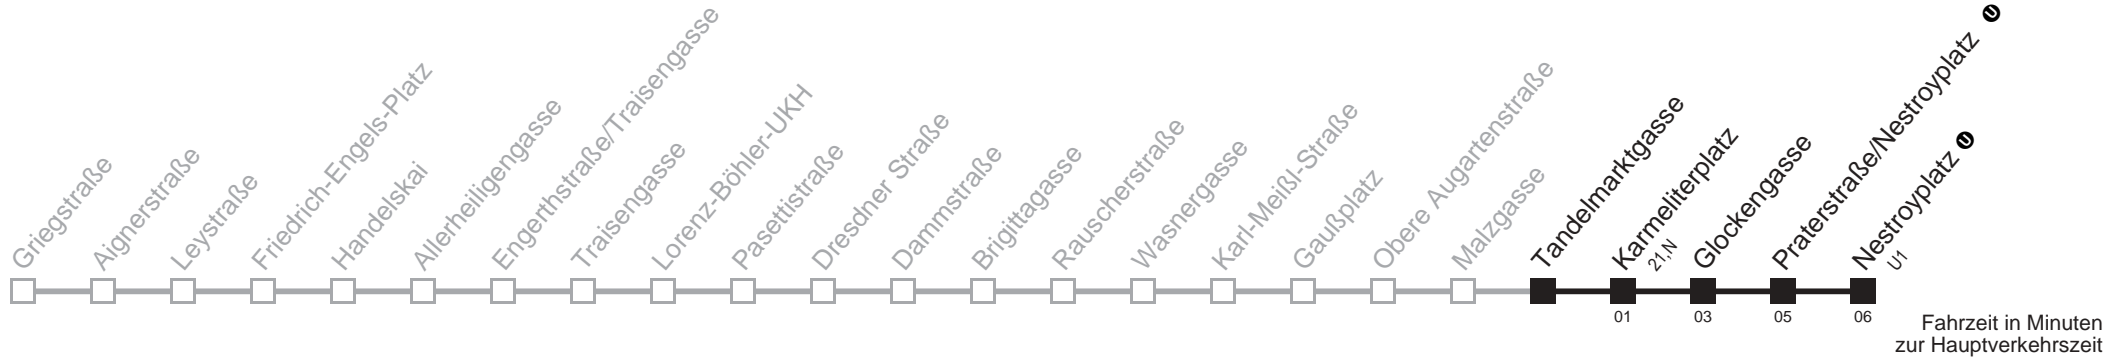 Griegstraße
Aignerstraße
Leystraße
Friedrich-Engels-Platz
Handelskai
Allerheiligengasse
Engerthstraße/Traisengasse
Traisengasse
Lorenz-Böhler-UKH
Pasettistraße
Dresdner Straße
Dammstraße
Brigittagasse
Rauscherstraße
Wasnergasse
Karl-Meißl-Straße
Gaußplatz
Obere Augartenstraße
Malzgasse
Tandelmarktgasse
Karmeliterplatz
21,N
Glockengasse
Praterstraße/Nestroyplatz U
Nestroyplatz U
U1
01
03
05
06
Fahrzeit in Minuten
zur Hauptverkehrszeit